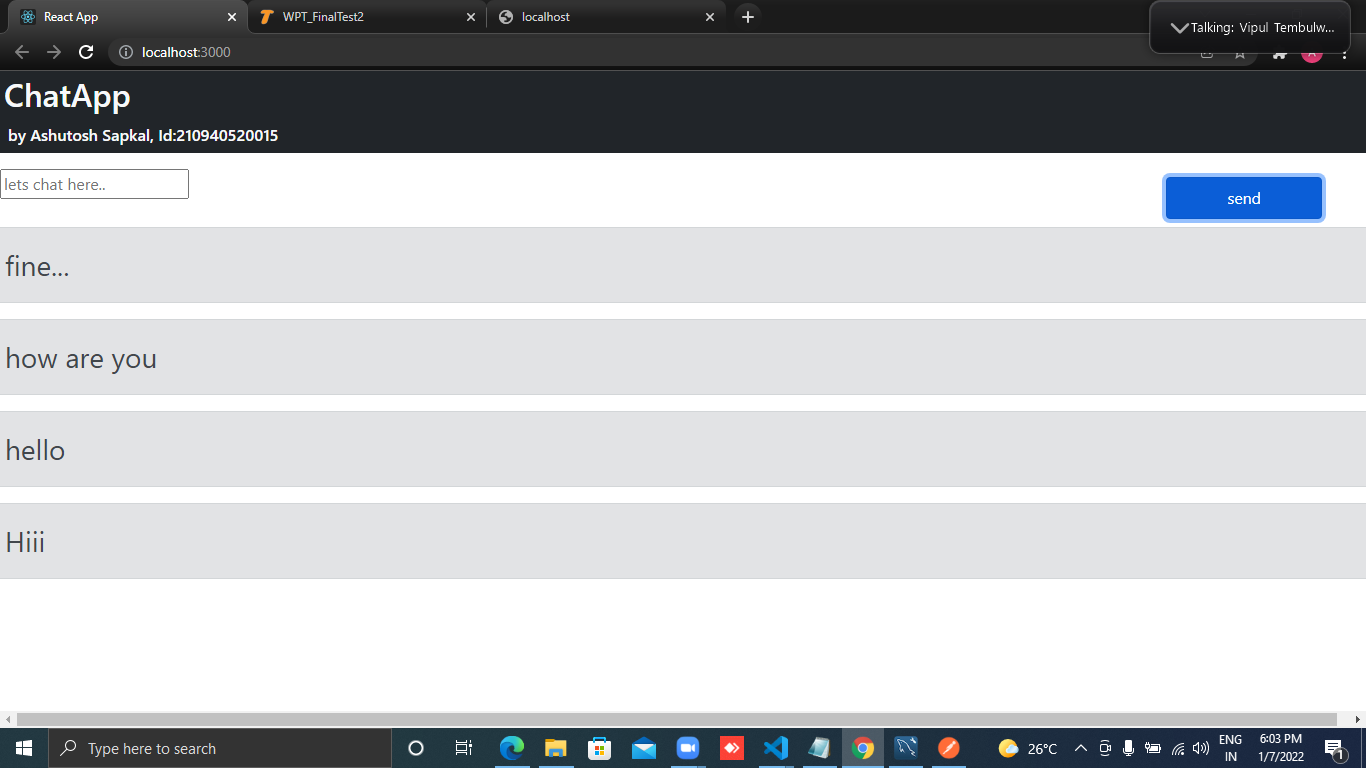 React App
WPT_FinalTest2
localhost
Talking: Vipul Tembulw...
localhost:3000
ChatApp
by Ashutosh Sapkal, Id:210940520015
lets chat here..
send
fine...
how are you
hello
Hiii
Type here to search
26°C
ENG
IN
6:03 PM
1/7/2022
1